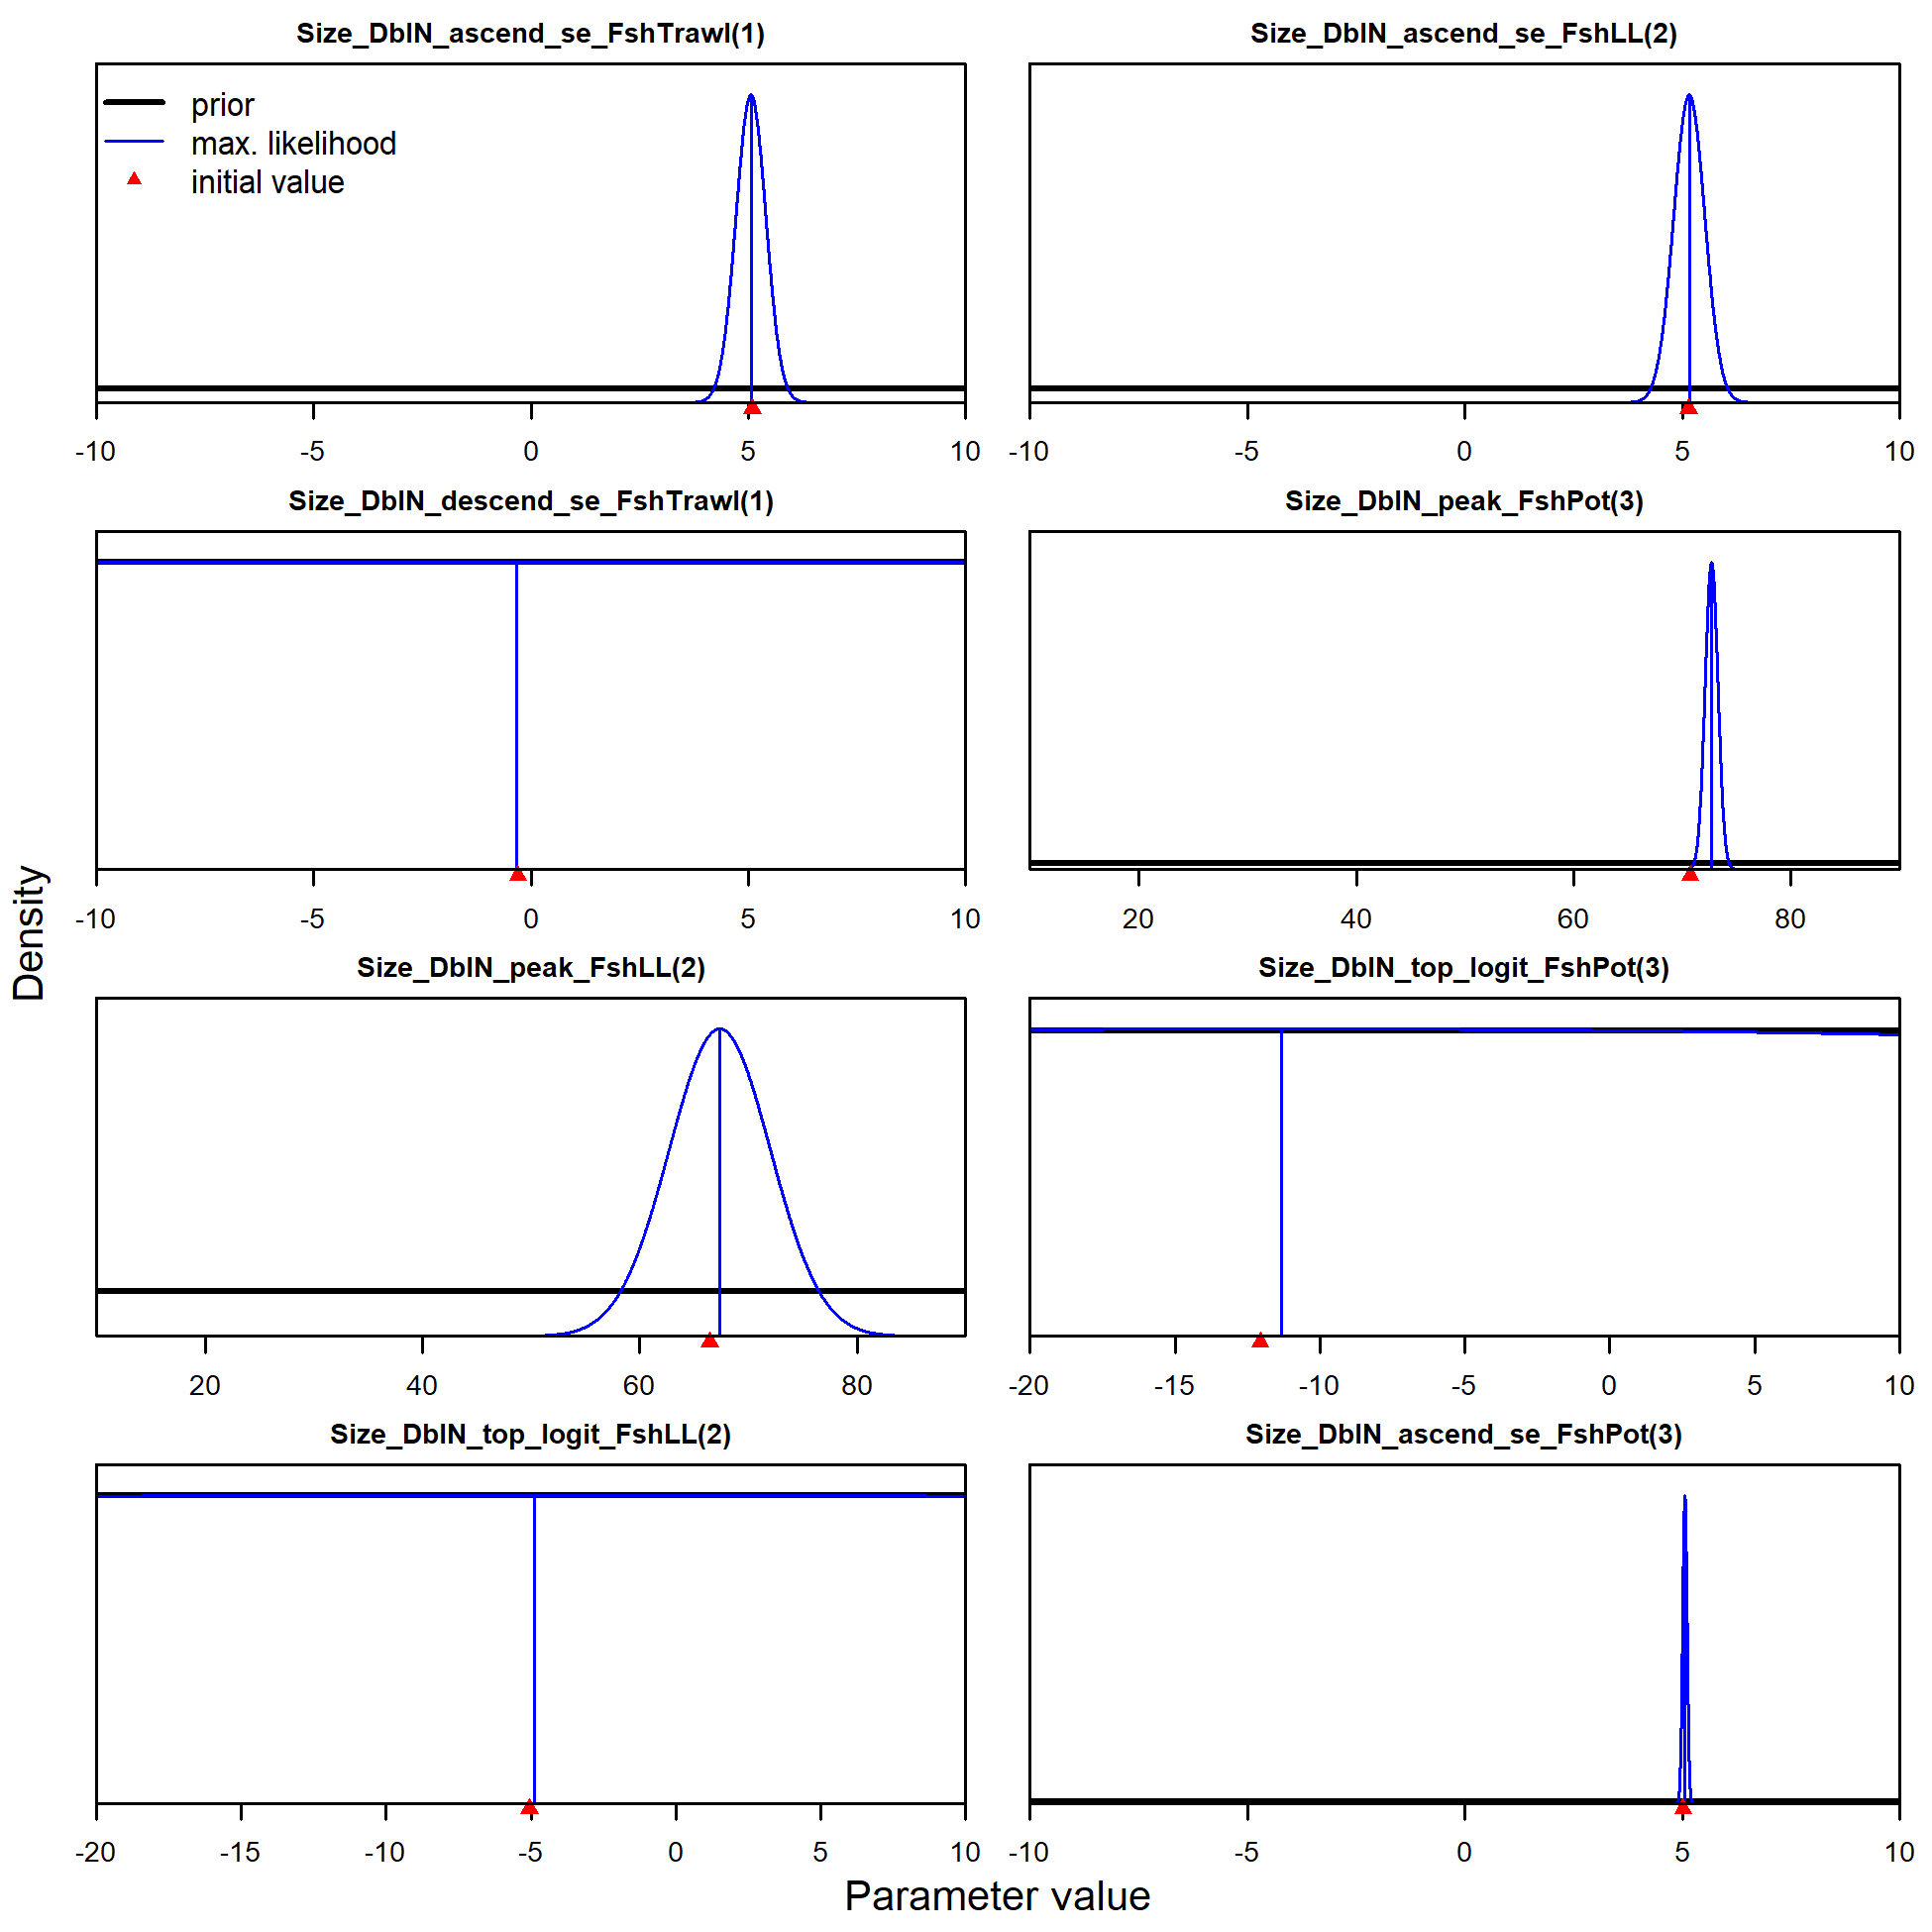 Size_DblN_ascend_se_FshTrawl(1)
prior
max. likelihood
initial value
-10 -5 0 5 10
Size_DblN_ascend_se_FshLL(2)
-10 -5 0 5 10
Size_DblN_descend_se_FshTrawl(1)
-10 -5 0 5 10
Size_DblN_peak_FshPot(3)
20 40 60 80
Size_DblN_peak_FshLL(2)
20 40 60 80
Size_DblN_top_logit_FshPot(3)
-20 -15 -10 -5 0 5 10
Size_DblN_top_logit_FshLL(2)
-20 -15 -10 -5 0 5 10
Size_DblN_ascend_se_FshPot(3)
-10 -5 0 5 10
Density
Parameter value